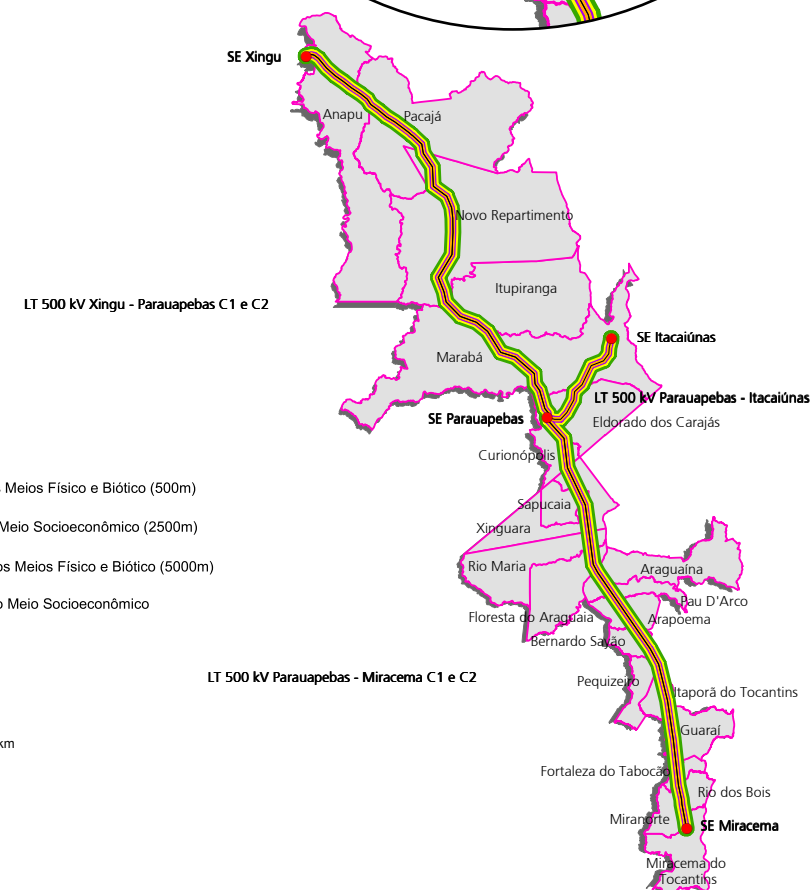 SE Xingu
Anapu
Pacajá
Novo Repartimento
Itupiranga
LT 500 kV Xingu - Parauapebas C1 e C2
SE Itacaiúnas
Marabá
LT 500 kV Parauapebas - Itacaiúnas
SE Parauapebas
Eldorado dos Carajás
Curionópolis
Meios Físico e Biótico (500m)
Sapucaia
Meio Socioeconômico (2500m)
Xinguara
os Meios Físico e Biótico (5000m)
Rio Maria
Araguaína
o Meio Socioeconômico
Pau D'Arco
Floresta do Araguaia
Arapoema
Bernardo Sayão
LT 500 kV Parauapebas - Miracema C1 e C2
Pequizeiro
Itaporã do Tocantins
Guaraí
km
Fortaleza do Tabocão
Rio dos Bois
Miranorte
SE Miracema
Miracema do
Tocantins